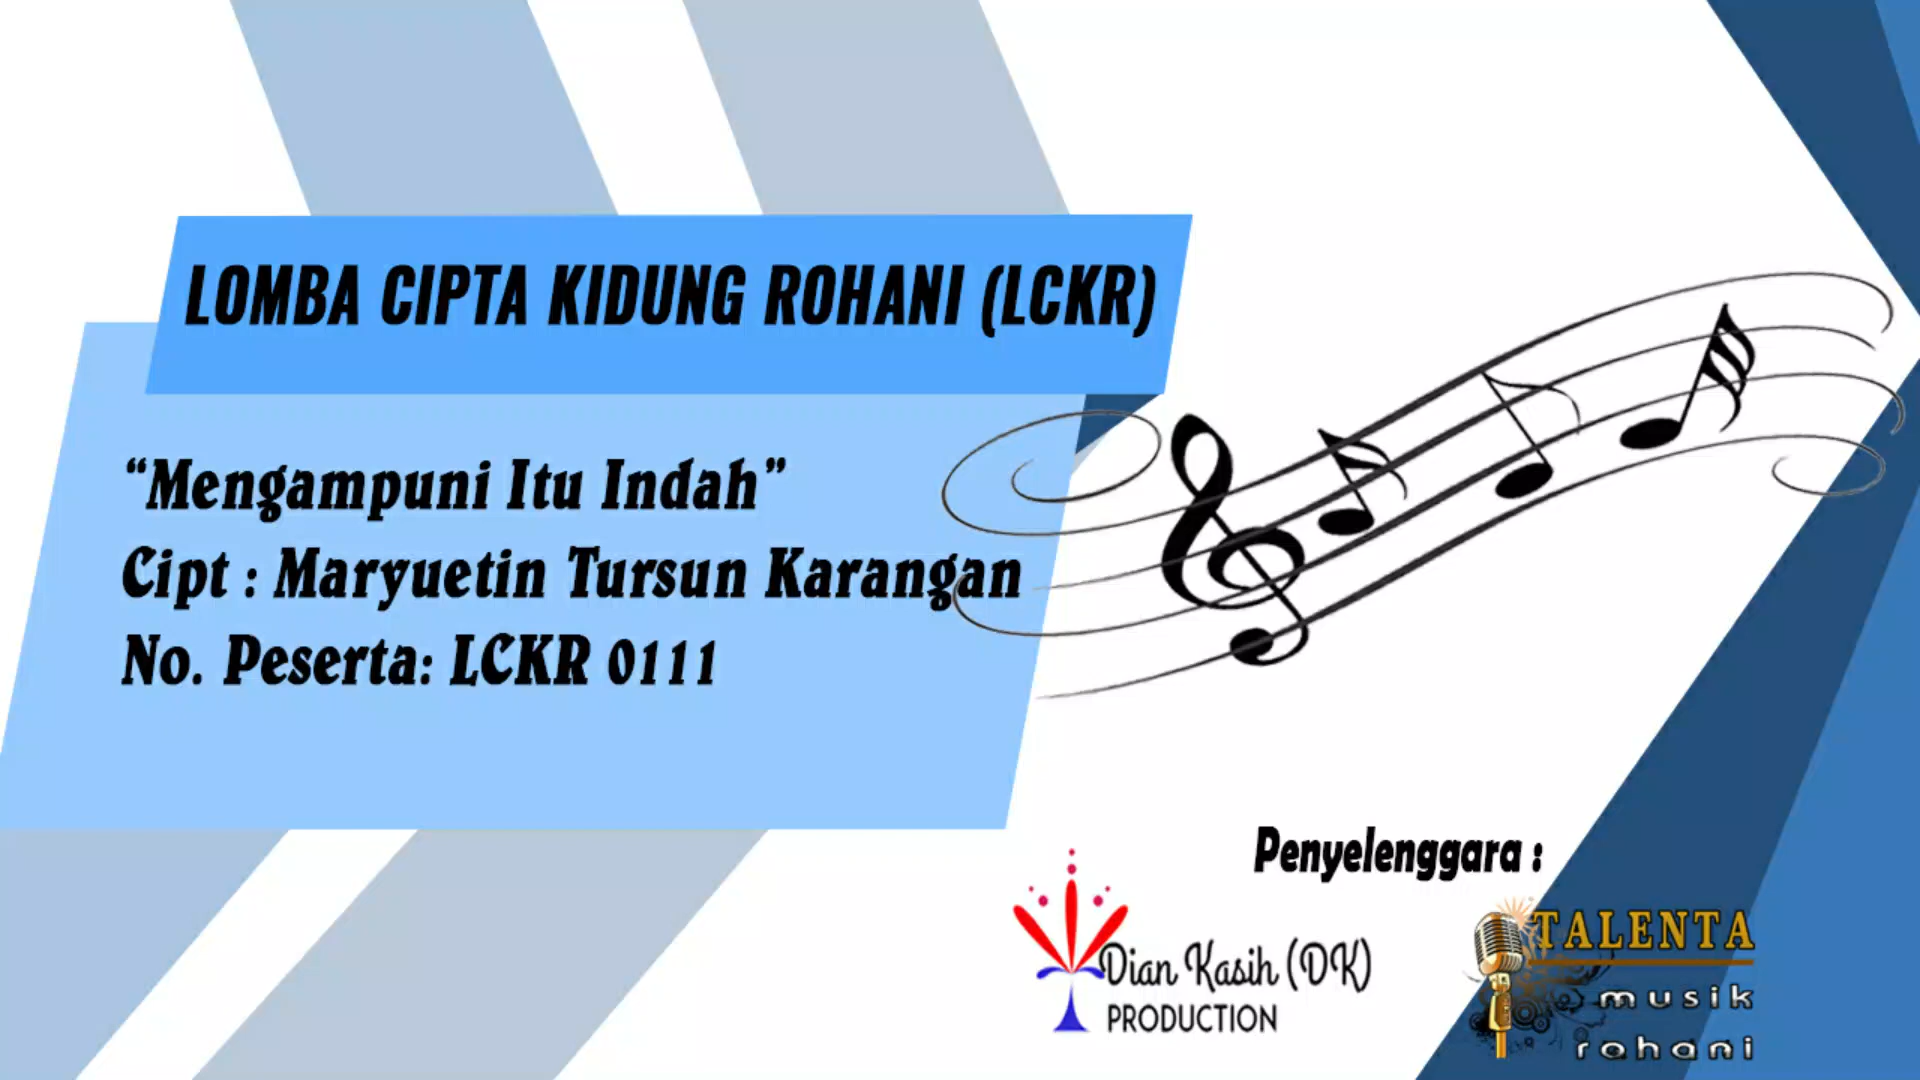 LOMBA CIPTA KIDUNG ROHANI (LCKR)
“Mengampuni Itu Indah”
Cipt : Maryuetin Tursun Karangan
No. Peserta: LCKR 0111
Penyelenggara :
Dian Kasih (DK)
PRODUCTION
TALENTA
musik
rohani